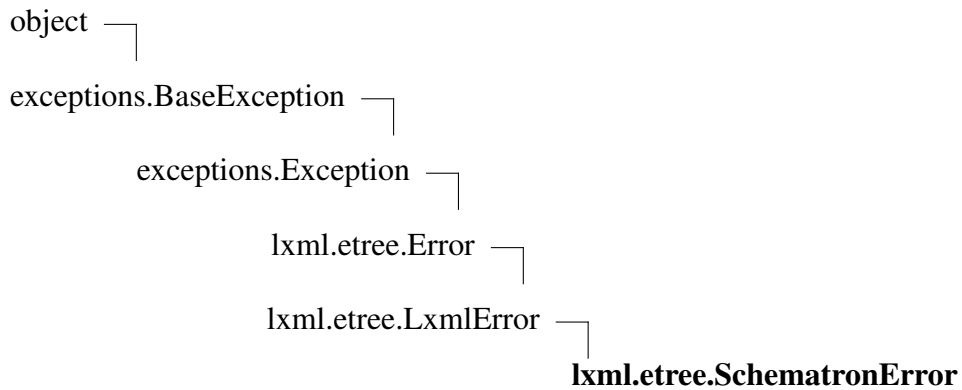 object
exceptions.BaseException
exceptions.Exception
lxml.etree.Error
lxml.etree.LxmlError
lxml.etree.SchematronError